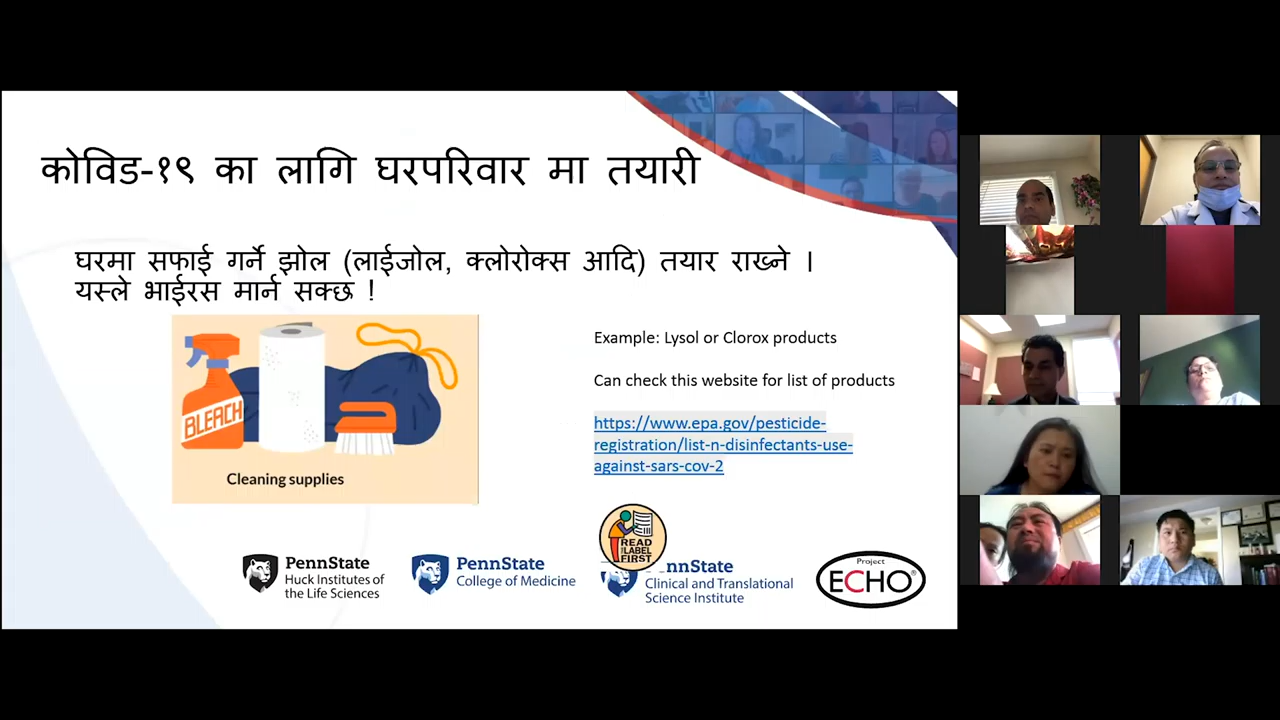 कोविड-१९ का लागि घरपरिवार मा तयारी
घरमा सफाई गर्ने झोल (लाईजोल, क्लोरोक्स आदि) तयार राख्ने ।
यस्ले भाईरस मार्न सक्छ !
BLEACH
Cleaning supplies
Example: Lysol or Clorox products
Can check this website for list of products
https://www.epa.gov/pesticide-
registration/list-n-disinfectants-use-
against-sars-cov-2
READ
THE LABEL
FIRST
PennState
Huck Institutes of
the Life Sciences
PennState
College of Medicine
PennState
Clinical and Translational
Science Institute
Project
ECHO®